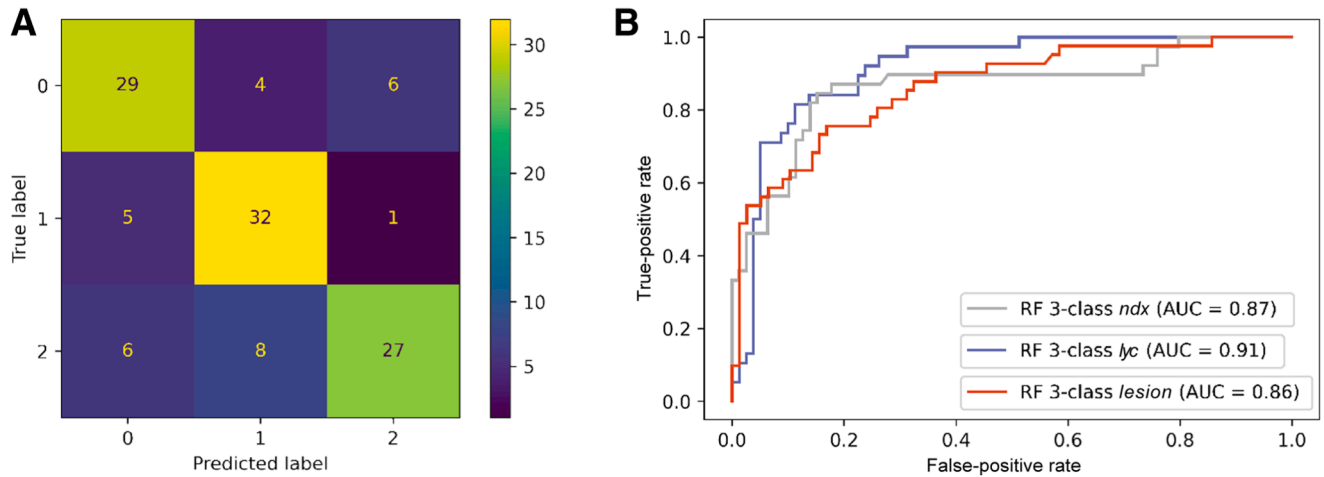 A
True label
0
1
2
29 4 6
5 32 1
6 8 27
0 1 2
Predicted label
30
25
20
15
10
5
B
True-positive rate
1.0
0.8
0.6
0.4
0.2
0.0
RF 3-class ndx (AUC = 0.87)
RF 3-class lyc (AUC = 0.91)
RF 3-class lesion (AUC = 0.86)
0.0 0.2 0.4 0.6 0.8 1.0
False-positive rate